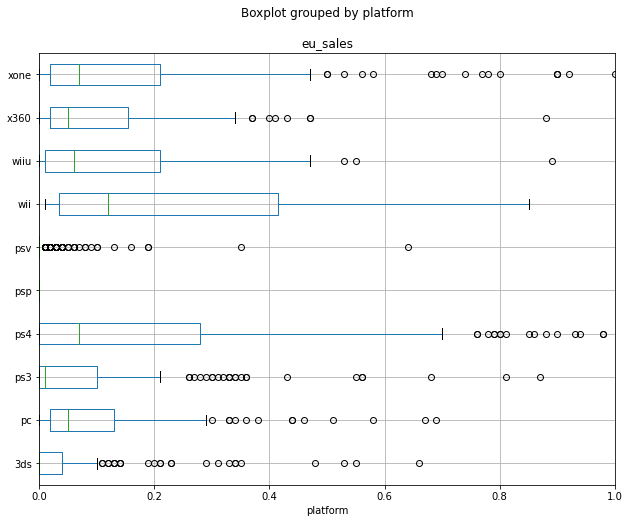 Boxplot grouped by platform
eu_sales
xone
x360
wiiu
wii
psv
psp
ps4
ps3
pc
3ds
0.0 0.2 0.4 0.6 0.8 1.0
platform